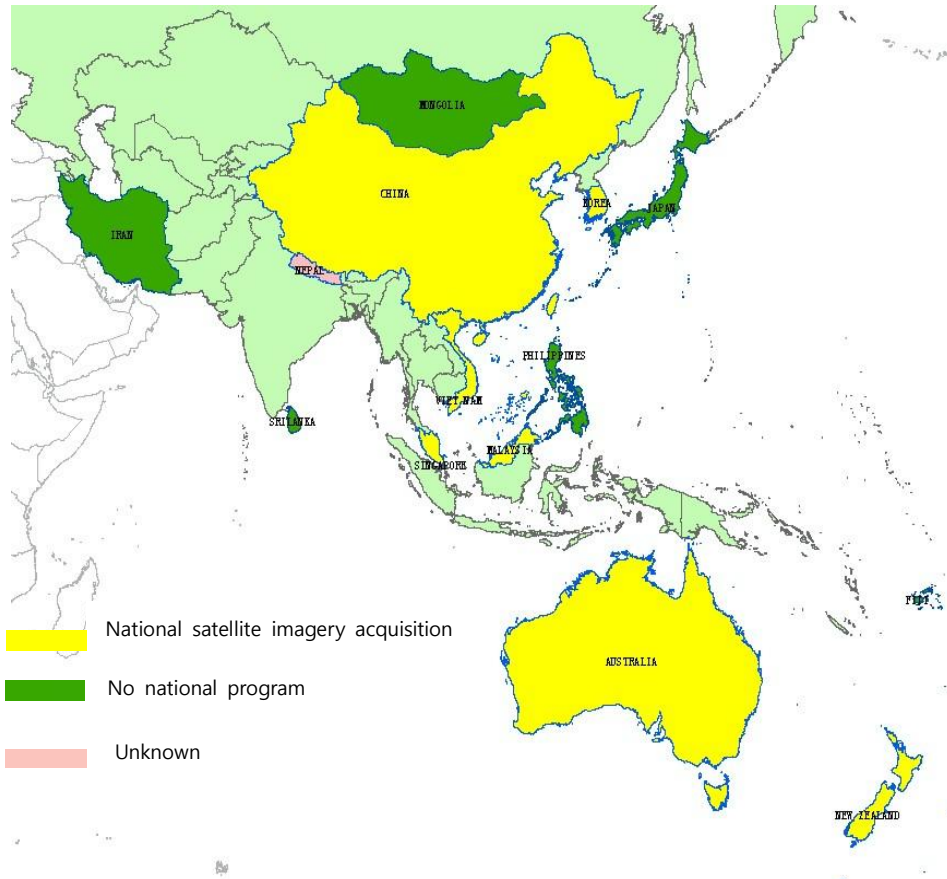 MONGOLIA
CHINA
KOREA
JAPAN
IRAN
NEPAL
PHILIPPINES
VIET NAM
SRI LANKA
MALAYSIA
SINGAPORE
FIJI
National satellite imagery acquisition
AUSTRALIA
No national program
Unknown
NEW ZEALAND